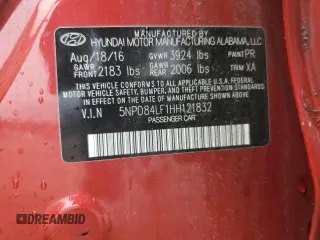 HYUNDAI MOTOR MANUFACTURING ALABAMA, LLC
Aug/18/16 GVWR 3924 lbs PAINT PR
GAWR FRONT 2183 lbs GAWR REAR 2006 lbs TRIM XA
THIS VEHICLE CONFORMS TO ALL APPLICABLE
FEDERAL MOTOR VEHICLE SAFETY, BUMPER, AND
THEFT PREVENTION STANDARDS IN EFFECT ON
THE DATE OF MANUFACTURE SHOWN ABOVE.
V.I.N 5NPD84LF1HH121832
PASSENGER CAR
DREAMBID